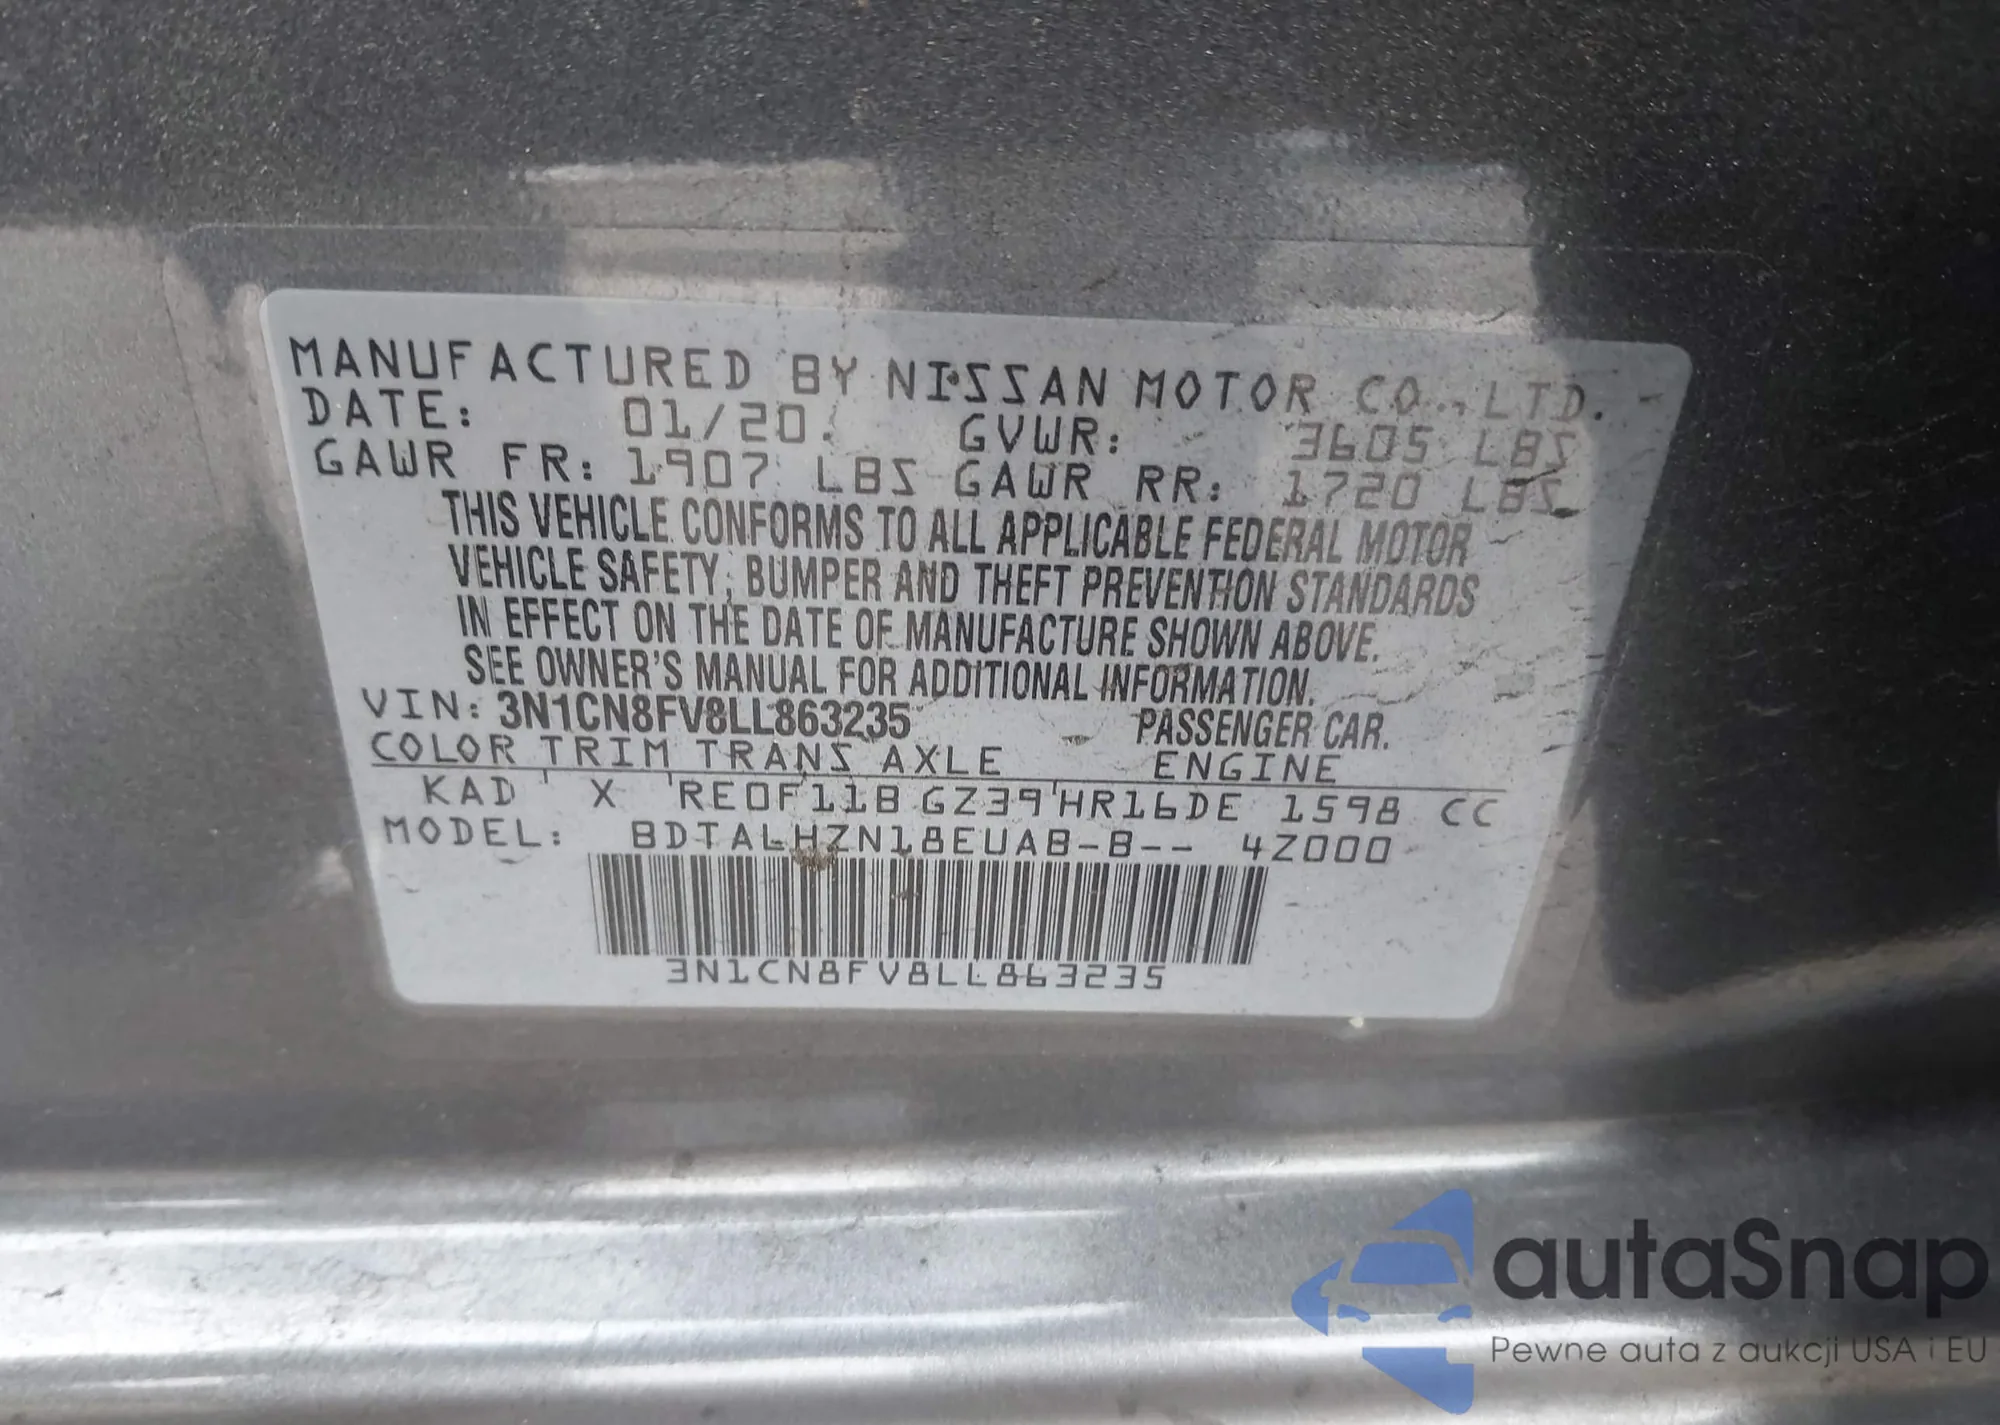 MANUFACTURED BY NISSAN MOTOR CO., LTD.
DATE: 01/20 GVWR: 3605 LBS
GAWR FR: 1907 LBS GAWR RR: 1720 LBS
THIS VEHICLE CONFORMS TO ALL APPLICABLE FEDERAL MOTOR
VEHICLE SAFETY, BUMPER AND THEFT PREVENTION STANDARDS
IN EFFECT ON THE DATE OF MANUFACTURE SHOWN ABOVE.
SEE OWNER'S MANUAL FOR ADDITIONAL INFORMATION.
VIN: 3N1CN8FV8LL863235 PASSENGER CAR.
COLOR TRIM TRANS AXLE ENGINE
KAD X RE0F11B GZ39 HR16DE 1598 CC
MODEL: BDTALHZN18EUAB-B-- 4Z000
3N1CN8FV8LL863235
autaSnap
Pewne auta z aukcji USA i EU